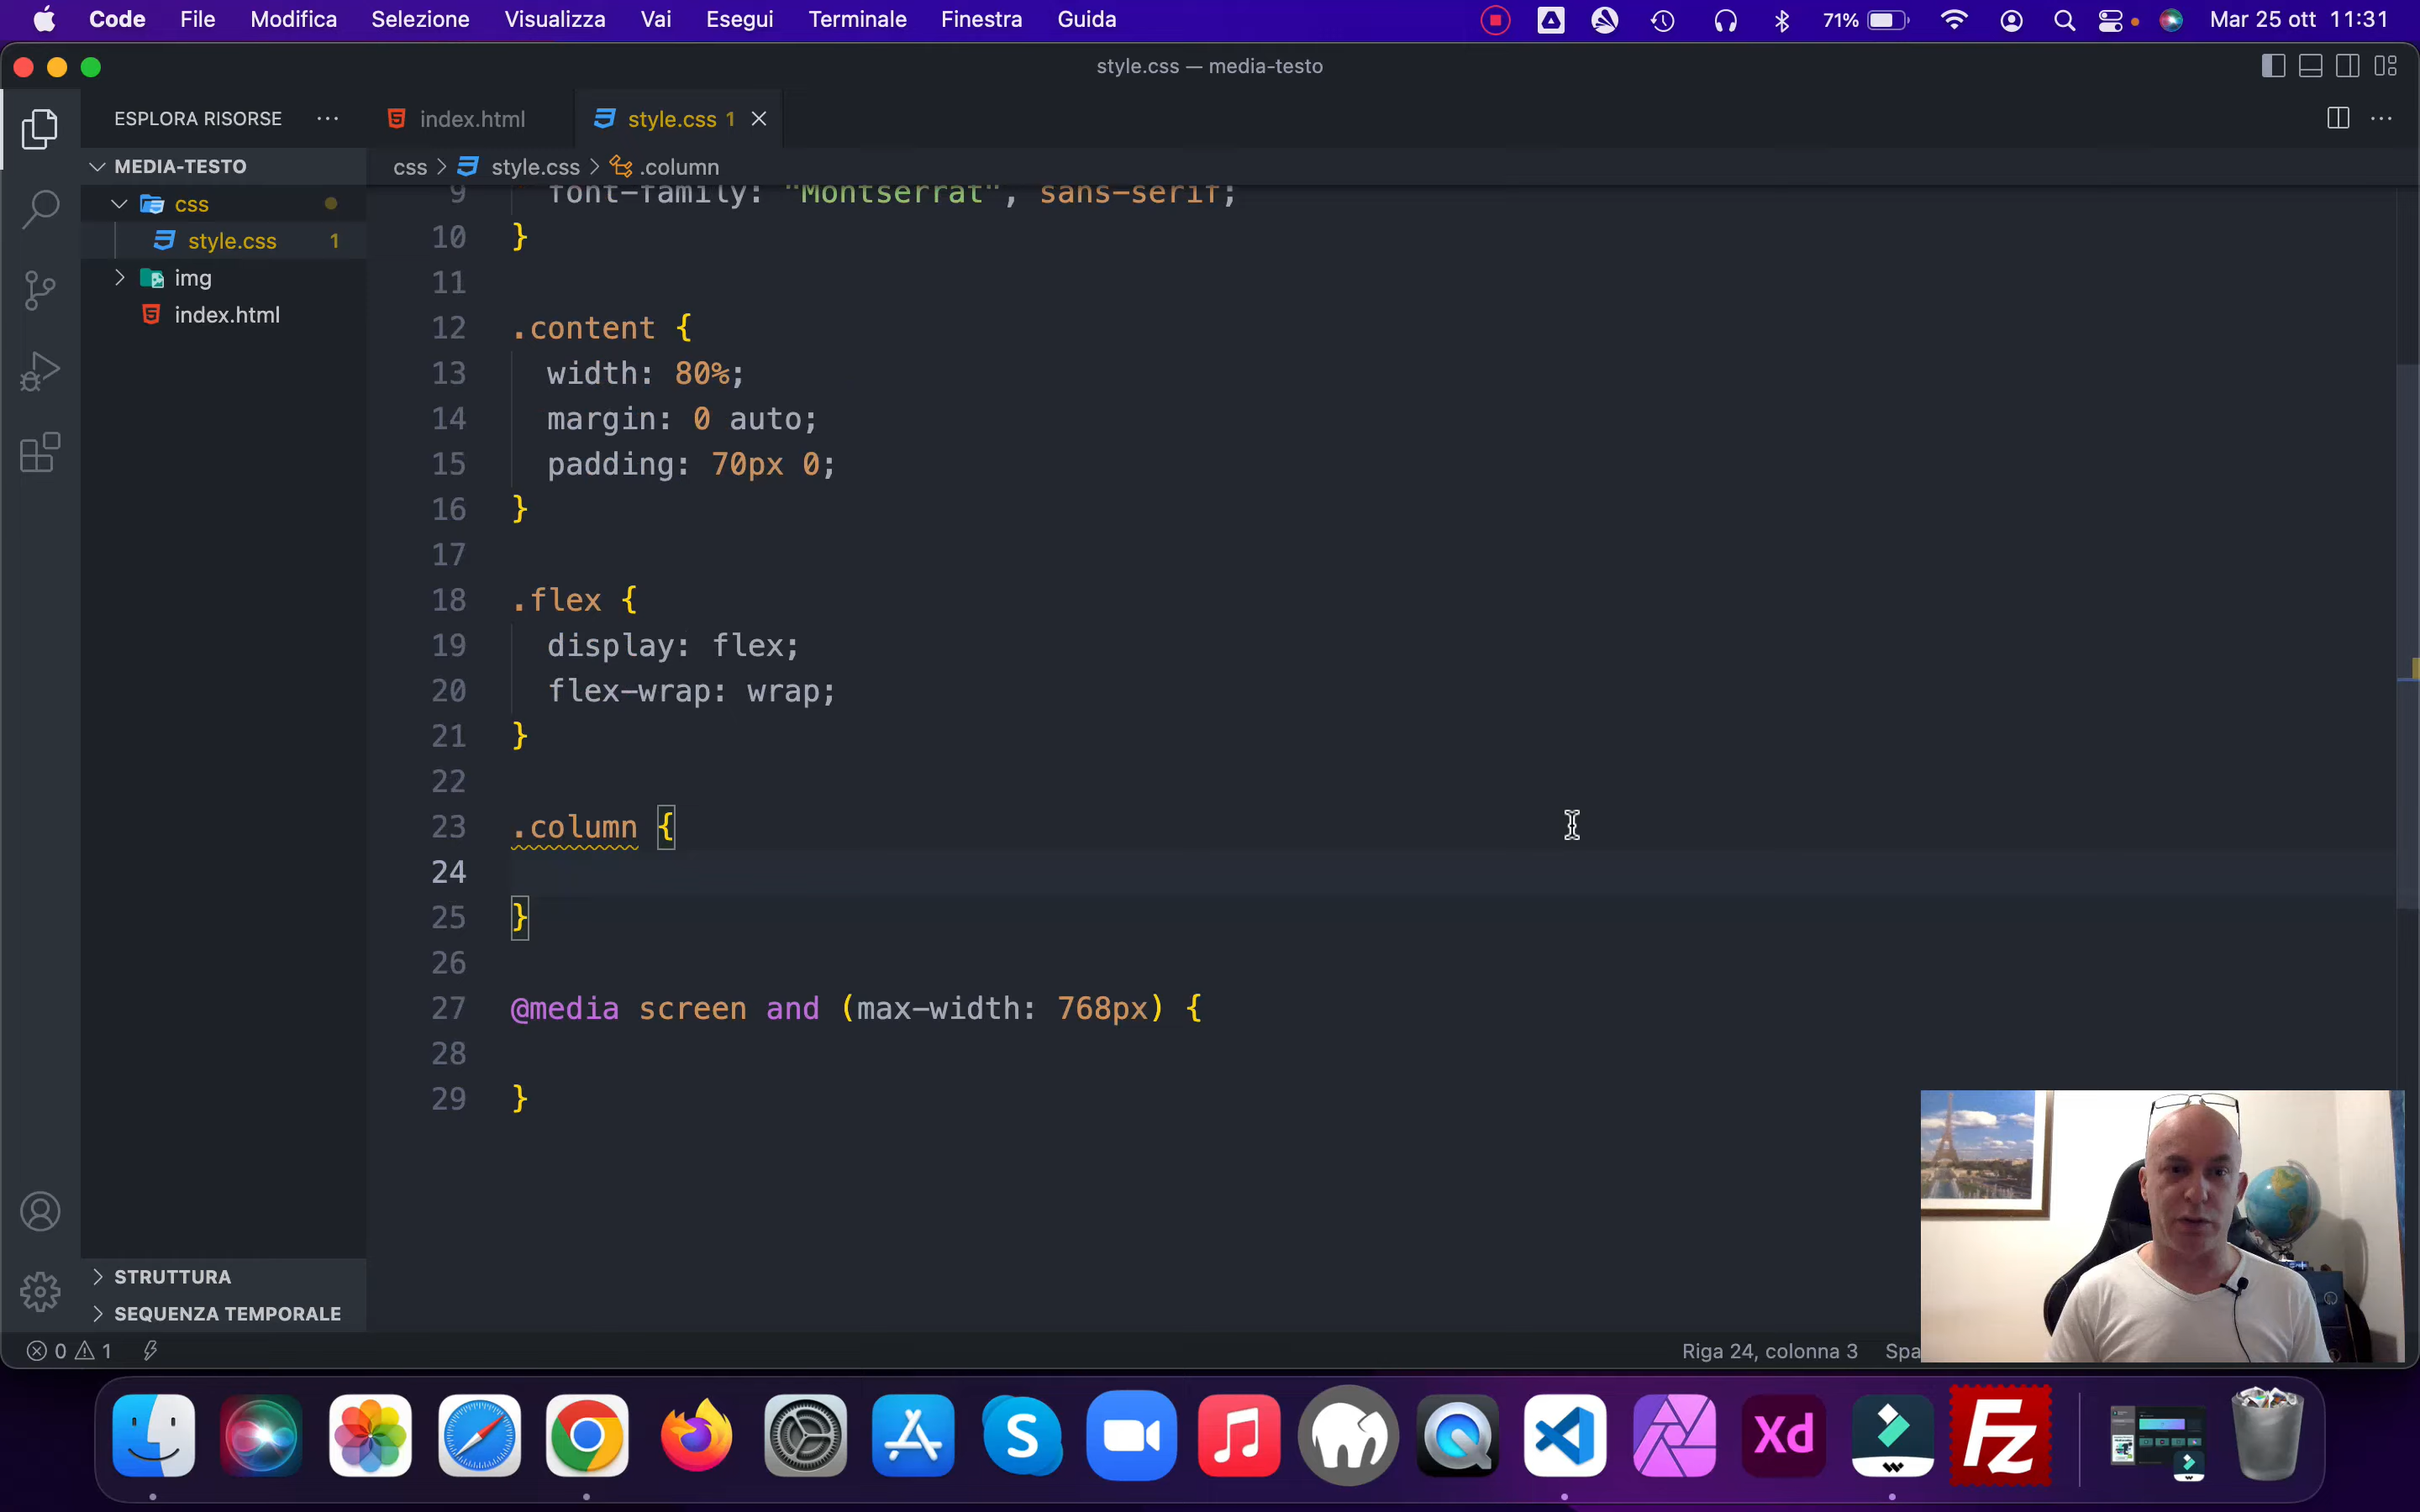 Code File Modifica Selezione Visualizza Vai Esegui Terminale Finestra Guida 71% Mar 25 ott 11:31
style.css — media-testo
ESPLORA RISORSE ··· index.html style.css 1
MEDIA-TESTO
css > style.css > .column
css
style.css 1
img
index.html
9 font-family: "Montserrat", sans-serif;
10 }
11
12 .content {
13 width: 80%;
14 margin: 0 auto;
15 padding: 70px 0;
16 }
17
18 .flex {
19 display: flex;
20 flex-wrap: wrap;
21 }
22
23 .column {
24
25 }
26
27 @media screen and (max-width: 768px) {
28
29 }
STRUTTURA
SEQUENZA TEMPORALE
0 1 Riga 24, colonna 3 Spa
S Xd Fz